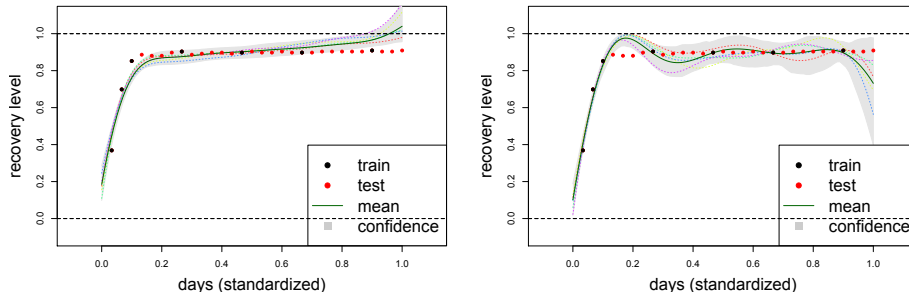 recovery level
1.0
0.8
0.6
0.4
0.2
0.0
train
test
mean
confidence
0.0 0.2 0.4 0.6 0.8 1.0
days (standardized)
recovery level
1.0
0.8
0.6
0.4
0.2
0.0
train
test
mean
confidence
0.0 0.2 0.4 0.6 0.8 1.0
days (standardized)